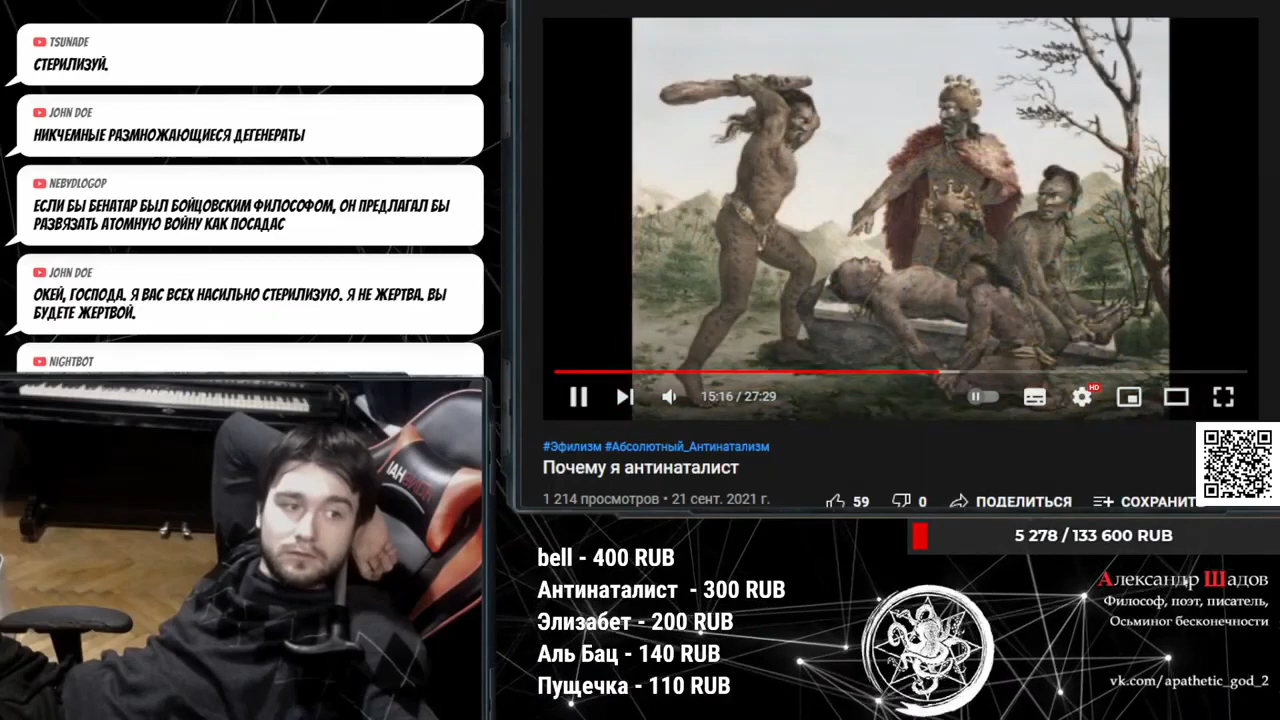 TSUNADE
СТЕРИЛИЗУЙ.
JOHN DOE
НИКЧЕМНЫЕ РАЗМНОЖАЮЩИЕСЯ ДЕГЕНЕРАТЫ
NEBYDLOGOP
ЕСЛИ БЫ БЕНАТАР БЫЛ БОЙЦОВСКИМ ФИЛОСОФОМ, ОН ПРЕДЛАГАЛ БЫ
РАЗВЯЗАТЬ АТОМНУЮ ВОЙНУ КАК ПОСАДАС
JOHN DOE
ОКЕЙ, ГОСПОДА. Я ВАС ВСЕХ НАСИЛЬНО СТЕРИЛИЗУЮ. Я НЕ ЖЕРТВА. ВЫ
БУДЕТЕ ЖЕРТВОЙ.
NIGHTBOT
15:16 / 27:29
HD
#Эфилизм #Абсолютный_Антинатализм
Почему я антинаталист
1 214 просмотров • 21 сент. 2021 г.
59
0
ПОДЕЛИТЬСЯ
СОХРАНИТЬ
5 278 / 133 600 RUB
bell - 400 RUB
Антинаталист - 300 RUB
Элизабет - 200 RUB
Аль Бац - 140 RUB
Пущечка - 110 RUB
Александр Шадов
Философ, поэт, писатель,
Осьминог бесконечности
vk.com/apathetic_god_2